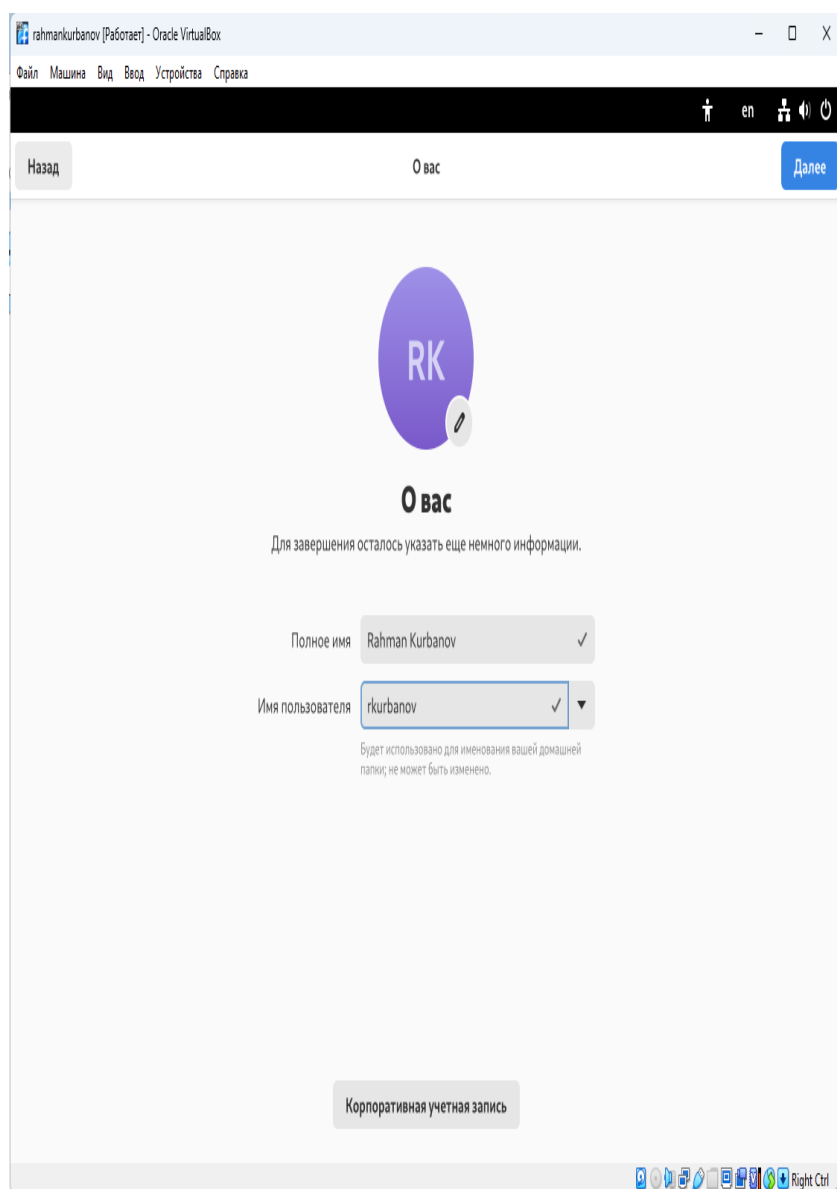 rahmankurbanov [Работает] - Oracle VirtualBox
Файл Машина Вид Ввод Устройства Справка
en
Назад
О вас
Далее
RK
О вас
Для завершения осталось указать еще немного информации.
Полное имя Rahman Kurbanov
Имя пользователя rkurbanov
Будет использовано для именования вашей домашней
папки; не может быть изменено.
Корпоративная учетная запись
Right Ctrl